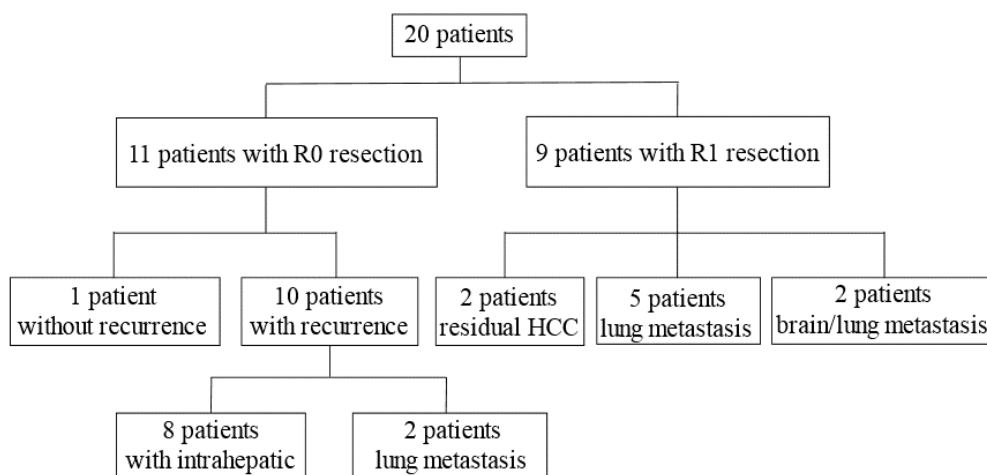 20 patients
11 patients with R0 resection
9 patients with R1 resection
1 patient
without recurrence
10 patients
with recurrence
2 patients
residual HCC
5 patients
lung metastasis
2 patients
brain/lung metastasis
8 patients
with intrahepatic
2 patients
lung metastasis